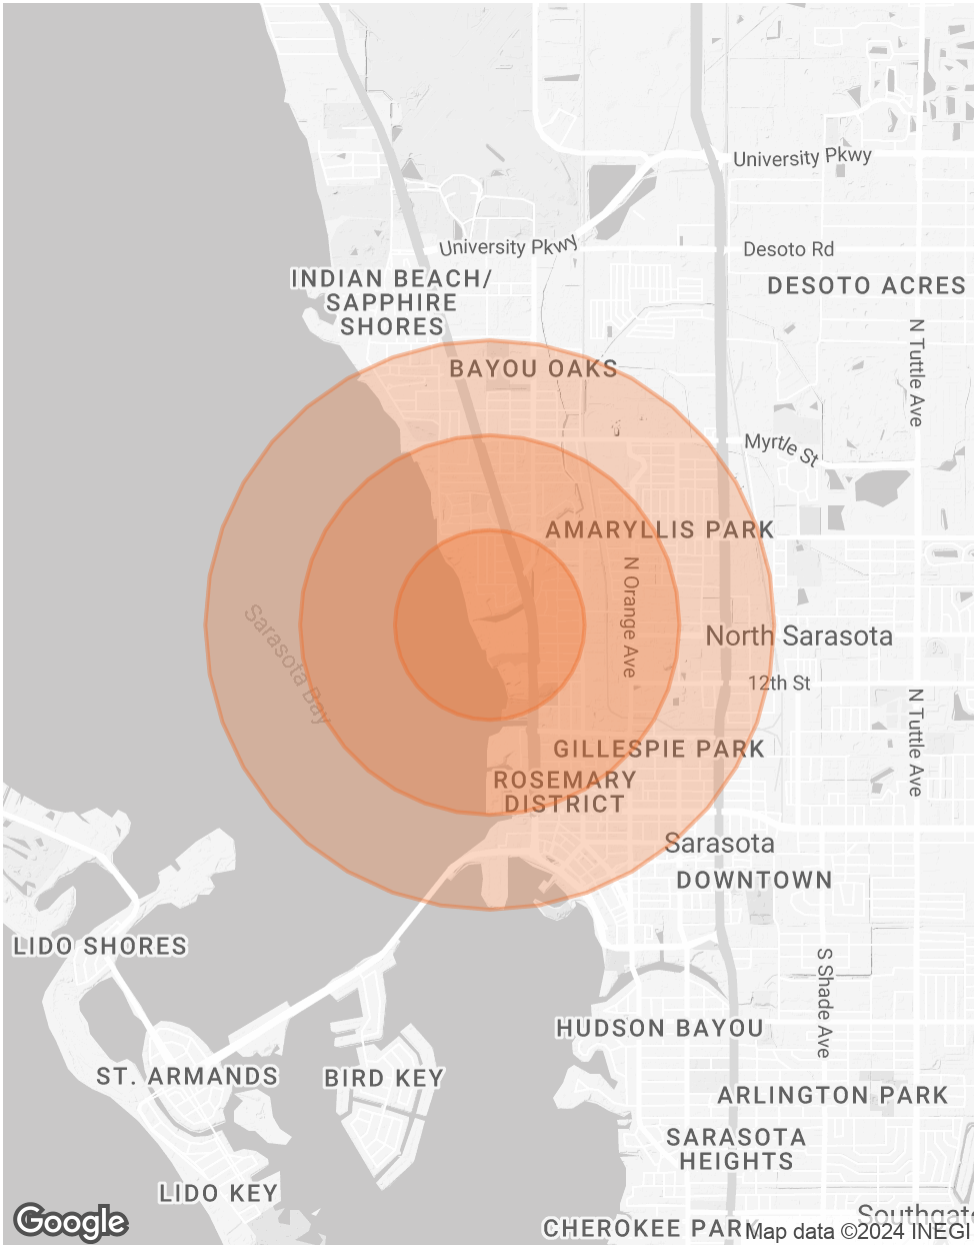 University Pkwy
University Pkwy
Desoto Rd
INDIAN BEACH/
SAPPHIRE
SHORES
DESOTO ACRES
N Tuttle Ave
BAYOU OAKS
Myrtle St
AMARYLLIS PARK
N Orange Ave
Sarasota Bay
North Sarasota
12th St
N Tuttle Ave
GILLESPIE PARK
ROSEMARY
DISTRICT
Sarasota
DOWNTOWN
LIDO SHORES
S Shade Ave
HUDSON BAYOU
ST. ARMANDS
BIRD KEY
ARLINGTON PARK
SARASOTA
HEIGHTS
LIDO KEY
Southgate
Google
CHEROKEE PARK
Map data ©2024 INEGI